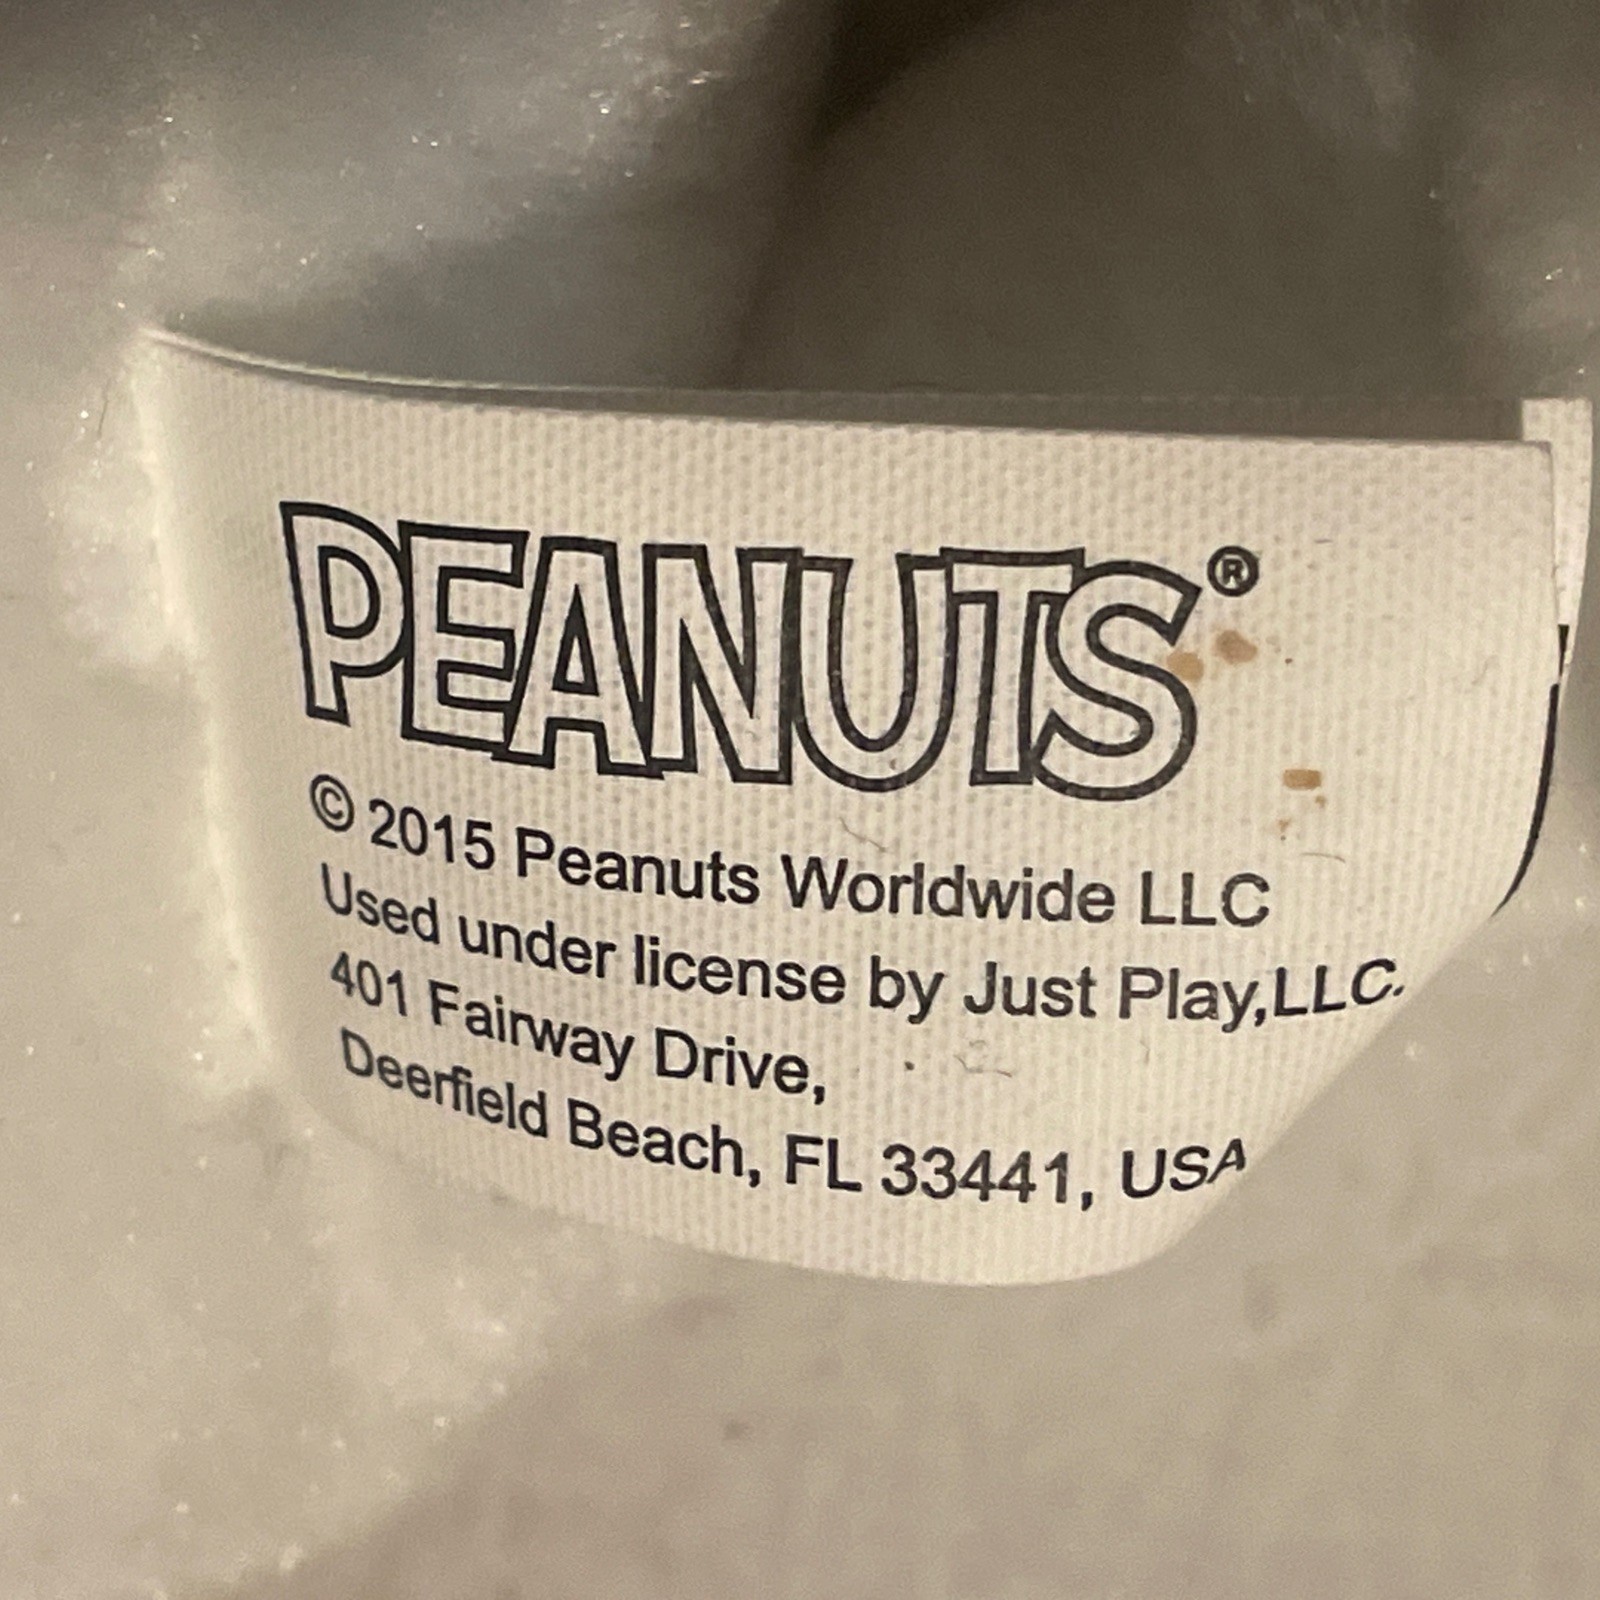 PEANUTS®
© 2015 Peanuts Worldwide LLC
Used under license by Just Play,LLC.
401 Fairway Drive,
Deerfield Beach, FL 33441, USA